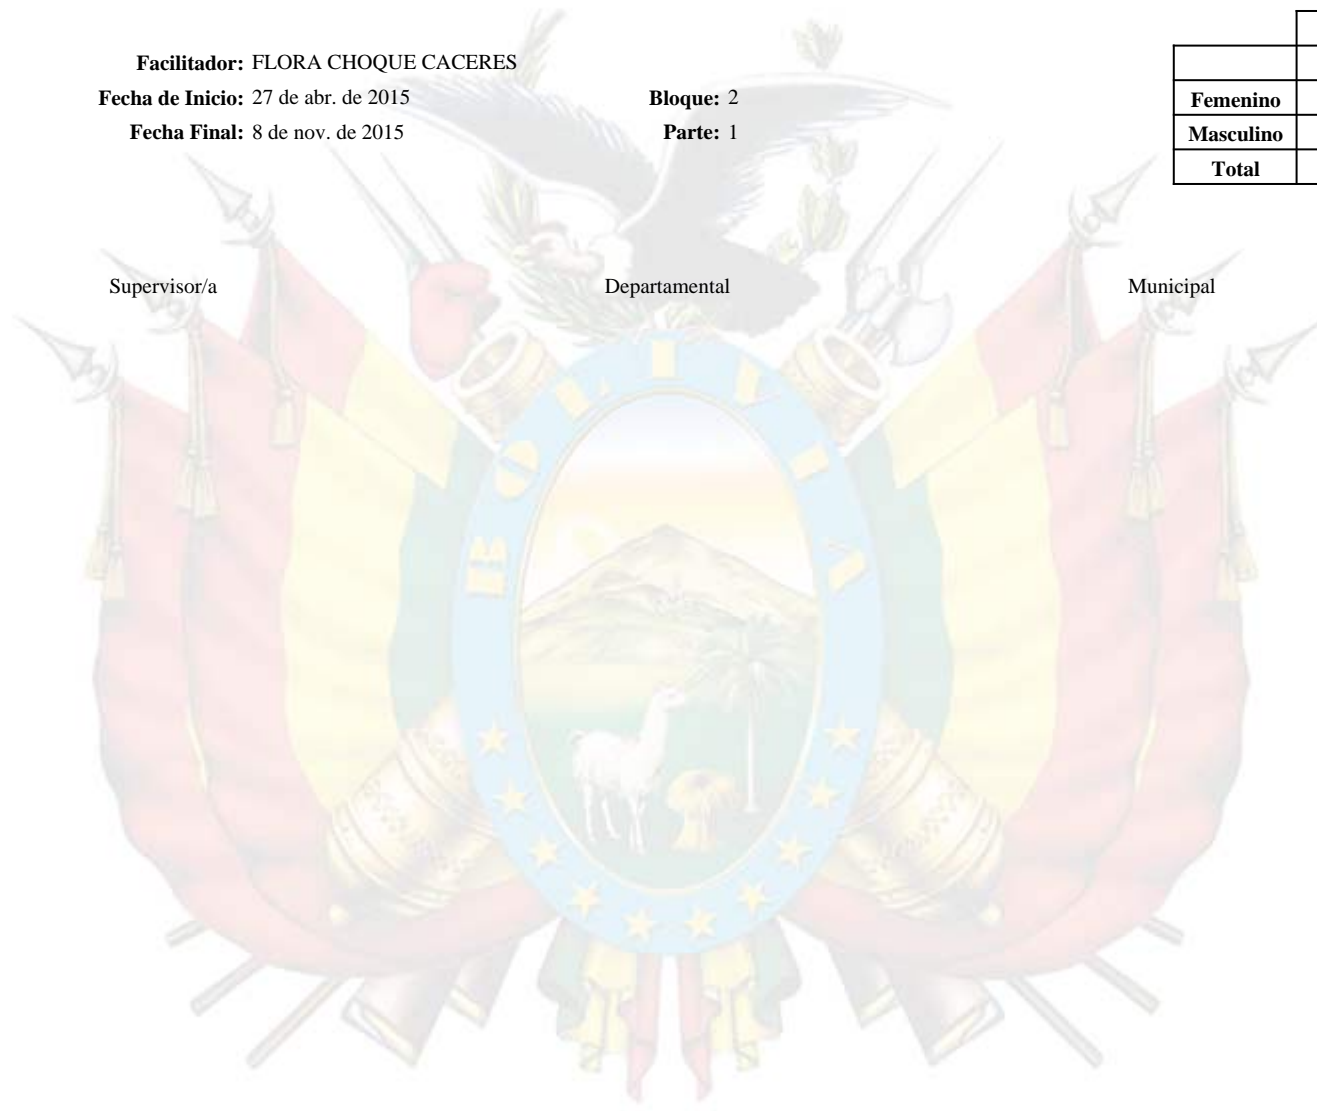 Facilitador: FLORA CHOQUE CACERES
Fecha de Inicio: 27 de abr. de 2015 Bloque: 2
Fecha Final: 8 de nov. de 2015 Parte: 1
Femenino
Masculino
Total
Supervisor/a Departamental Municipal
BOLIVIA